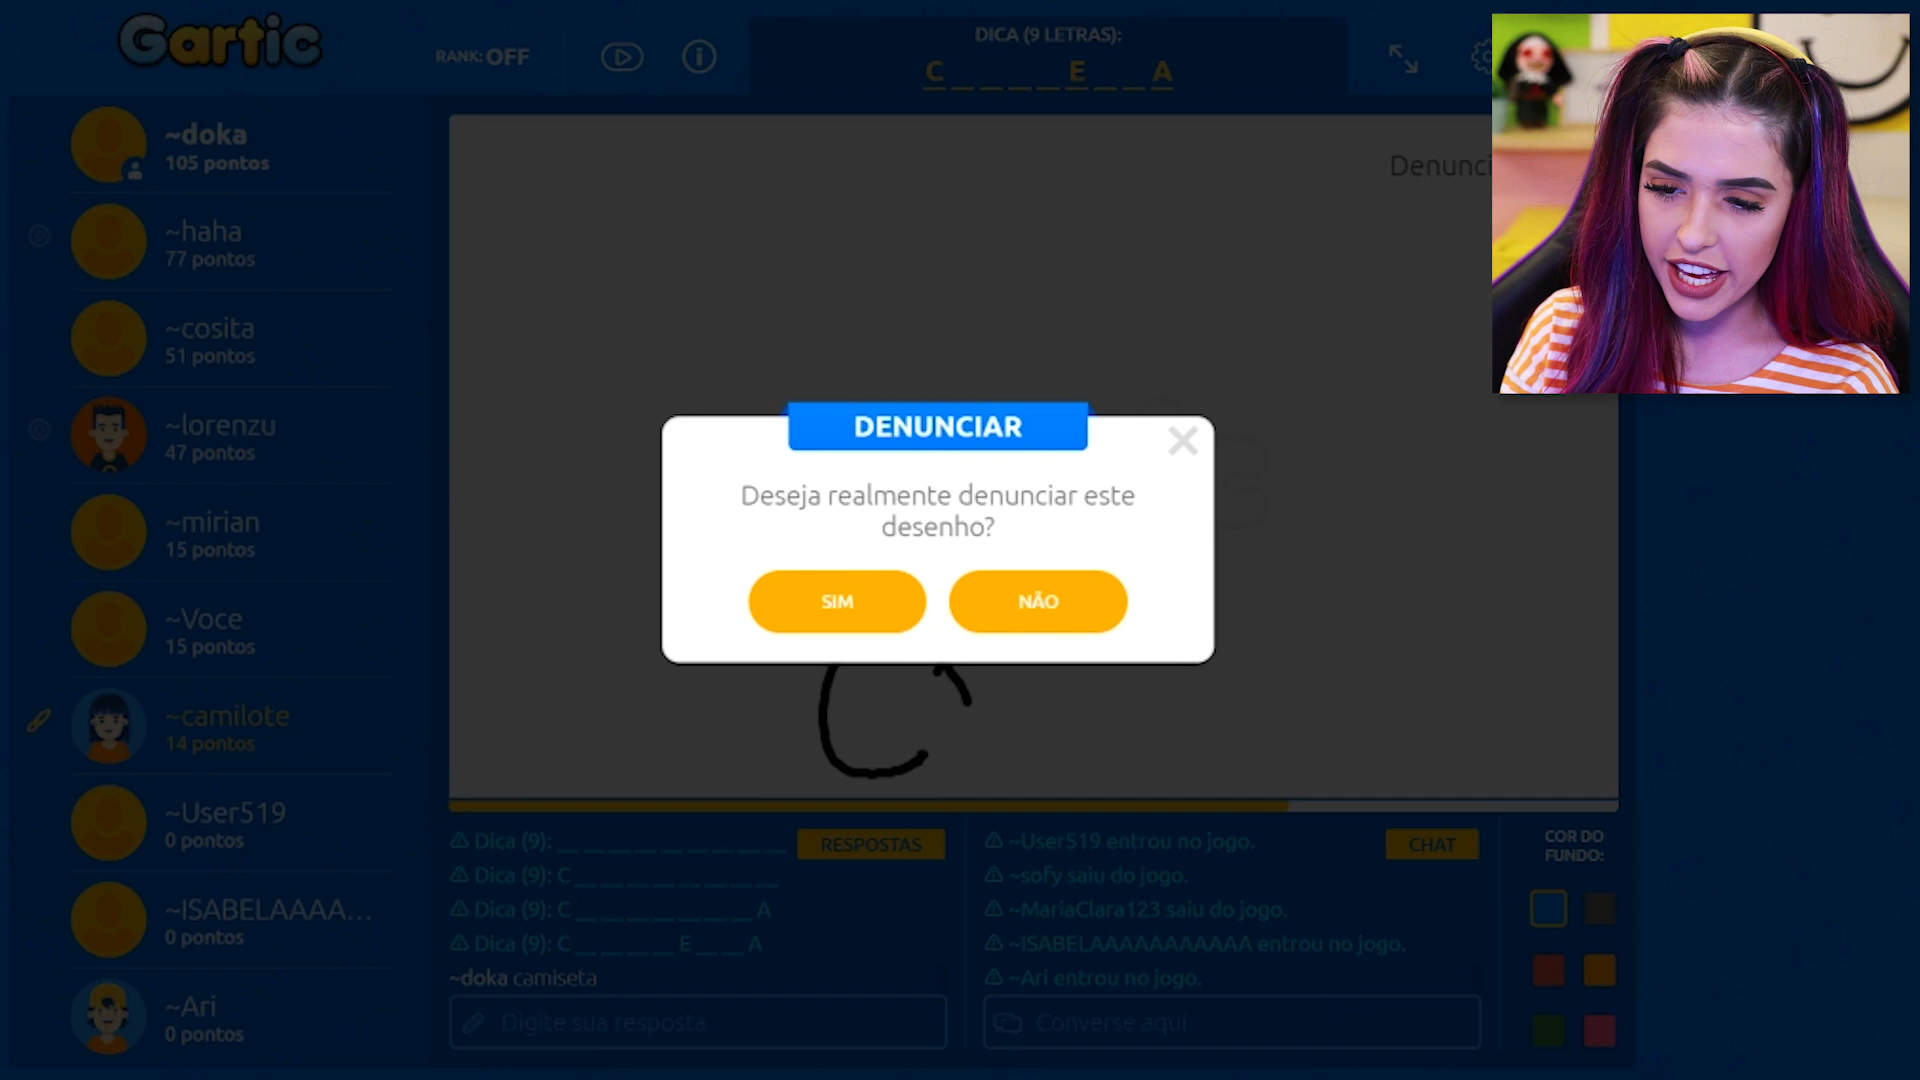 Gartic
RANK: OFF
DICA (9 LETRAS):
C _ _ _ _ E _ _ A
~doka
105 pontos
~haha
77 pontos
~cosita
51 pontos
~lorenzu
47 pontos
~mirian
15 pontos
~Voce
15 pontos
~camilote
14 pontos
~User519
0 pontos
~ISABELAAAA...
0 pontos
~Ari
0 pontos
Denunci
DENUNCIAR
Deseja realmente denunciar este
desenho?
SIM
NÃO
Dica (9): _ _ _ _ _ _ _ _ _
Dica (9): C _ _ _ _ _ _ _ _
Dica (9): C _ _ _ _ _ _ _ A
Dica (9): C _ _ _ _ E _ _ A
~doka camiseta
RESPOSTAS
Digite sua resposta
~User519 entrou no jogo.
~sofy saiu do jogo.
~MariaClara123 saiu do jogo.
~ISABELAAAAAAAAAAA entrou no jogo.
~Ari entrou no jogo.
CHAT
Converse aqui
COR DO
FUNDO: